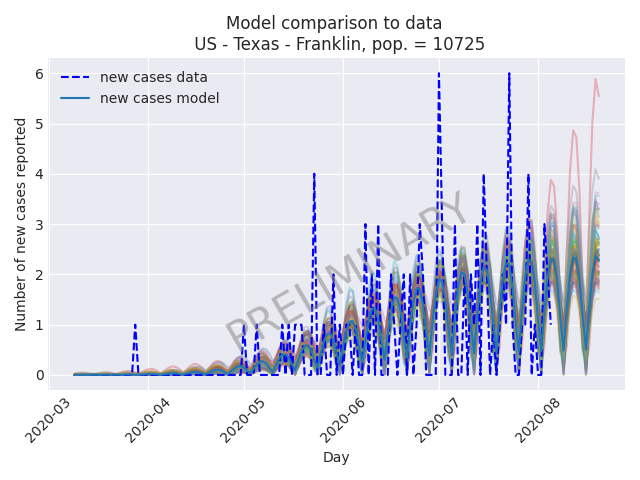 Model comparison to data
US - Texas - Franklin, pop. = 10725
new cases data
new cases model
Number of new cases reported
6
5
4
3
2
1
0
PRELIMINARY
2020-03
2020-04
2020-05
2020-06
2020-07
2020-08
Day